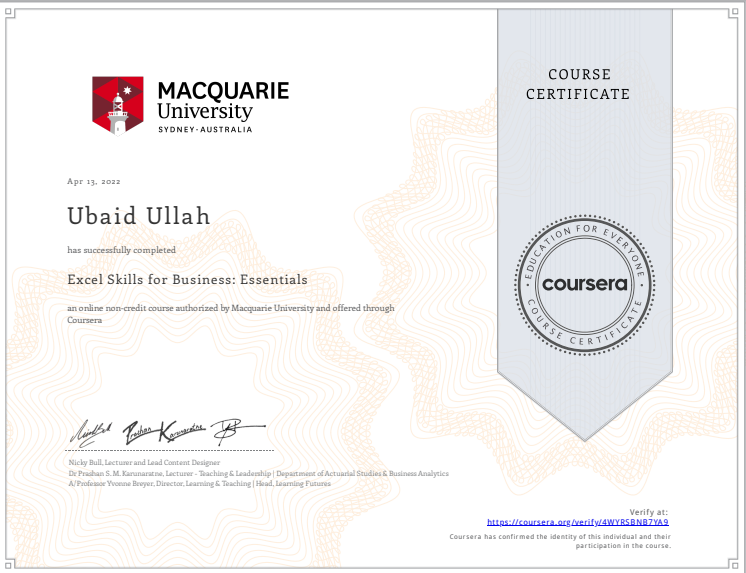 MACQUARIE
University
SYDNEY·AUSTRALIA
COURSE
CERTIFICATE
Apr 13, 2022
Ubaid Ullah
has successfully completed
Excel Skills for Business: Essentials
an online non-credit course authorized by Macquarie University and offered through
Coursera
EDUCATION FOR EVERYONE
coursera
COURSE CERTIFICATE
Prashan Karunaratne
Nicky Bull, Lecturer and Lead Content Designer
Dr Prashan S. M. Karunaratne, Lecturer - Teaching & Leadership | Department of Actuarial Studies & Business Analytics
A/Professor Yvonne Breyer, Director, Learning & Teaching | Head, Learning Futures
Verify at:
https://coursera.org/verify/4WYRSBNB7YA9
Coursera has confirmed the identity of this individual and their
participation in the course.